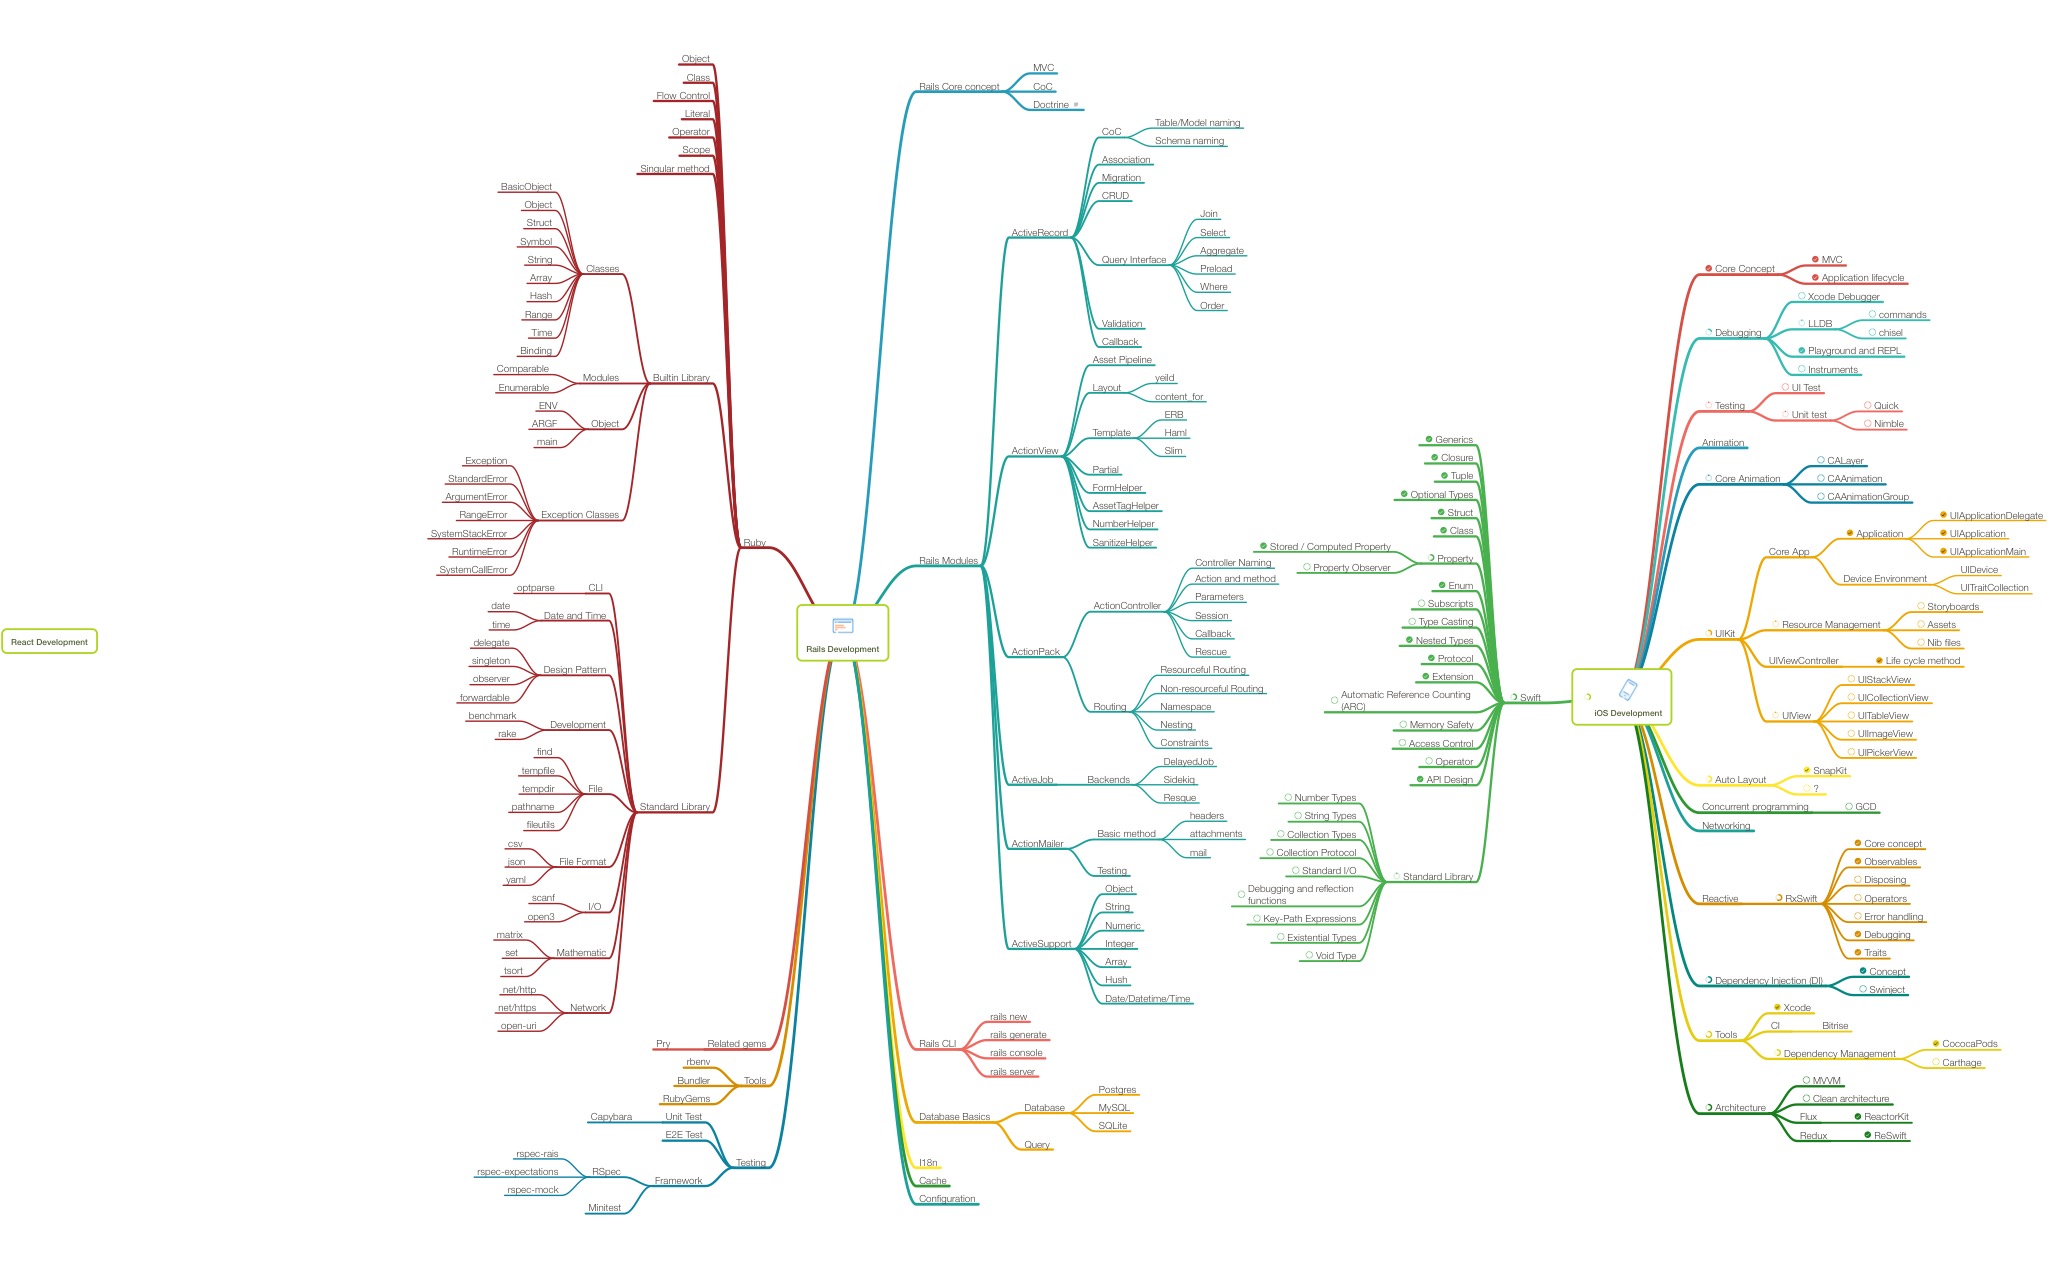 React Development
Rails Development
Ruby
Object
Class
Flow Control
Literal
Operator
Scope
Singular method
Builtin Library
Classes
BasicObject
Object
Struct
Symbol
String
Array
Hash
Range
Time
Binding
Modules
Comparable
Enumerable
Object
ENV
ARGF
main
Exception Classes
Exception
StandardError
ArgumentError
RangeError
SystemStackError
RuntimeError
SystemCallError
Standard Library
CLI
optparse
Date and Time
date
time
Design Pattern
delegate
singleton
observer
forwardable
Development
benchmark
rake
File
find
tempfile
tempdir
pathname
fileutils
File Format
csv
json
yaml
I/O
scanf
open3
Mathematic
matrix
set
tsort
Network
net/http
net/https
open-uri
Related gems
Pry
Tools
rbenv
Bundler
RubyGems
Testing
Unit Test
Capybara
E2E Test
Framework
RSpec
rspec-rais
rspec-expectations
rspec-mock
Minitest
Rails Core concept
MVC
CoC
Doctrine
Rails Modules
ActiveRecord
CoC
Table/Model naming
Schema naming
Association
Migration
CRUD
Query Interface
Join
Select
Aggregate
Preload
Where
Order
Validation
Callback
ActionView
Asset Pipeline
Layout
yeild
content_for
Template
ERB
Haml
Slim
Partial
FormHelper
AssetTagHelper
NumberHelper
SanitizeHelper
ActionPack
ActionController
Controller Naming
Action and method
Parameters
Session
Callback
Rescue
Routing
Resourceful Routing
Non-resourceful Routing
Namespace
Nesting
Constraints
ActiveJob
Backends
DelayedJob
Sidekiq
Resque
ActionMailer
Basic method
headers
attachments
mail
Testing
ActiveSupport
Object
String
Numeric
Integer
Array
Hush
Date/Datetime/Time
Rails CLI
rails new
rails generate
rails console
rails server
Database Basics
Database
Postgres
MySQL
SQLite
Query
I18n
Cache
Configuration
iOS Development
Swift
Generics
Closure
Tuple
Optional Types
Struct
Class
Property
Stored / Computed Property
Property Observer
Enum
Subscripts
Type Casting
Nested Types
Protocol
Extension
Automatic Reference Counting
(ARC)
Memory Safety
Access Control
Operator
API Design
Standard Library
Number Types
String Types
Collection Types
Collection Protocol
Standard I/O
Debugging and reflection
functions
Key-Path Expressions
Existential Types
Void Type
Core Concept
MVC
Application lifecycle
Debugging
Xcode Debugger
LLDB
commands
chisel
Playground and REPL
Instruments
Testing
UI Test
Unit test
Quick
Nimble
Animation
Core Animation
CALayer
CAAnimation
CAAnimationGroup
UIKit
Core App
Application
UIApplicationDelegate
UIApplication
UIApplicationMain
Device Environment
UIDevice
UITraitCollection
Resource Management
Storyboards
Assets
Nib files
UIViewController
Life cycle method
UIView
UIStackView
UICollectionView
UITableView
UIImageView
UIPickerView
Auto Layout
SnapKit
?
Concurrent programming
GCD
Networking
Reactive
RxSwift
Core concept
Observables
Disposing
Operators
Error handling
Debugging
Traits
Dependency Injection (DI)
Concept
Swinject
Tools
Xcode
CI
Bitrise
Dependency Management
CococaPods
Carthage
Architecture
MVVM
Clean architecture
Flux
ReactorKit
Redux
ReSwift